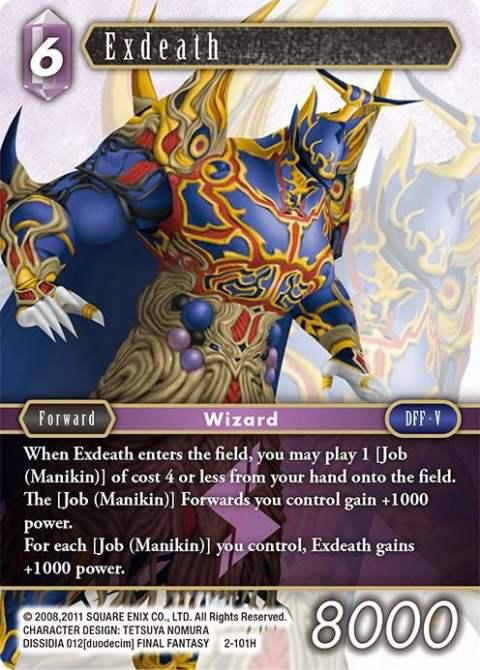 6
Exdeath
Forward
Wizard
DFF·V
When Exdeath enters the field, you may play 1 [Job
(Manikin)] of cost 4 or less from your hand onto the field.
The [Job (Manikin)] Forwards you control gain +1000
power.
For each [Job (Manikin)] you control, Exdeath gains
+1000 power.
© 2008,2011 SQUARE ENIX CO., LTD. All Rights Reserved.
CHARACTER DESIGN: TETSUYA NOMURA
DISSIDIA 012[duodecim] FINAL FANTASY 2-101H
8000